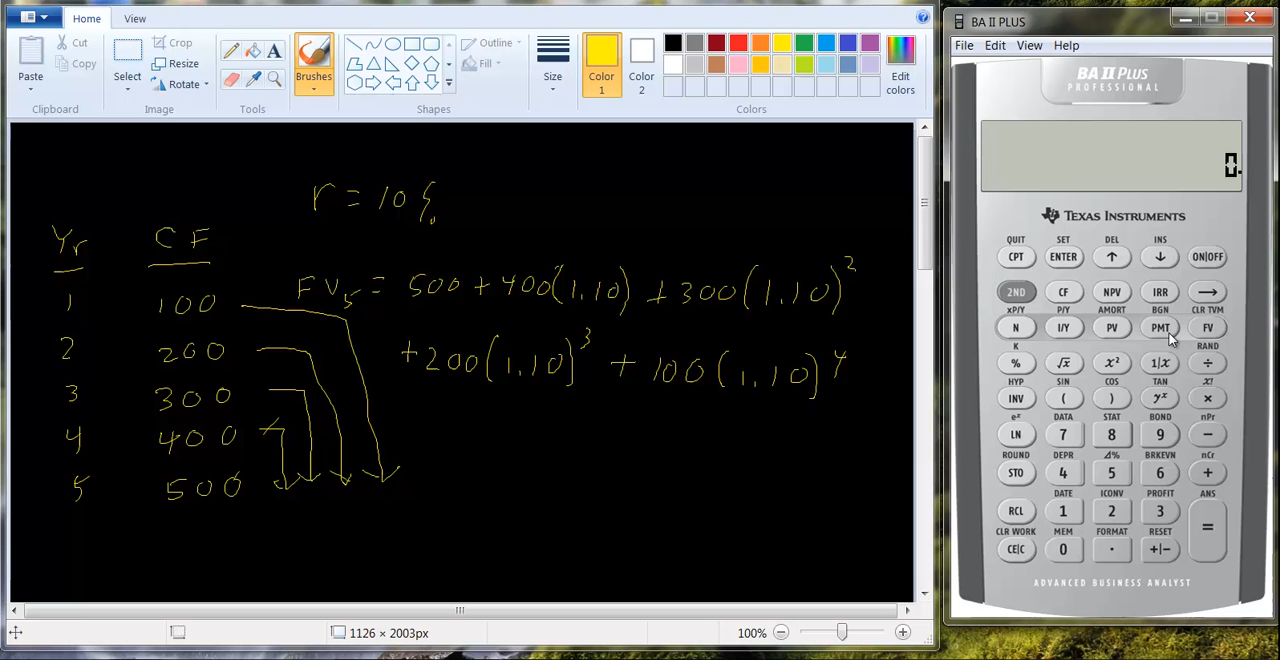 Home View
BA II PLUS
Paste
Cut
Copy
Clipboard
Select
Crop
Resize
Rotate
Image
Tools
Brushes
Shapes
Outline
Fill
Size
Color 1
Color 2
Edit colors
Colors
r = 10%
Yr CF
1 100
2 200
3 300
4 400
5 500
FV5 = 500 + 400(1.10) + 300(1.10)2
+ 200(1.10)3 + 100(1.10)4
1126 × 2003px
100%
File Edit View Help
BA II PLUS
PROFESSIONAL
0.
TEXAS INSTRUMENTS
QUIT SET DEL INS
CPT ENTER ↑ ↓ ON|OFF
2ND CF NPV IRR →
xP/Y P/Y AMORT BGN CLR TVM
N I/Y PV PMT FV
K RAND
% √x x² 1/x ÷
HYP SIN COS TAN x!
INV ( ) yˣ ×
eˣ DATA STAT BOND nPr
LN 7 8 9 −
ROUND DEPR Δ% BRKEVN nCr
STO 4 5 6 +
DATE ICONV PROFIT ANS
RCL 1 2 3 =
CLR WORK MEM FORMAT RESET
CE|C 0 . +|−
ADVANCED BUSINESS ANALYST